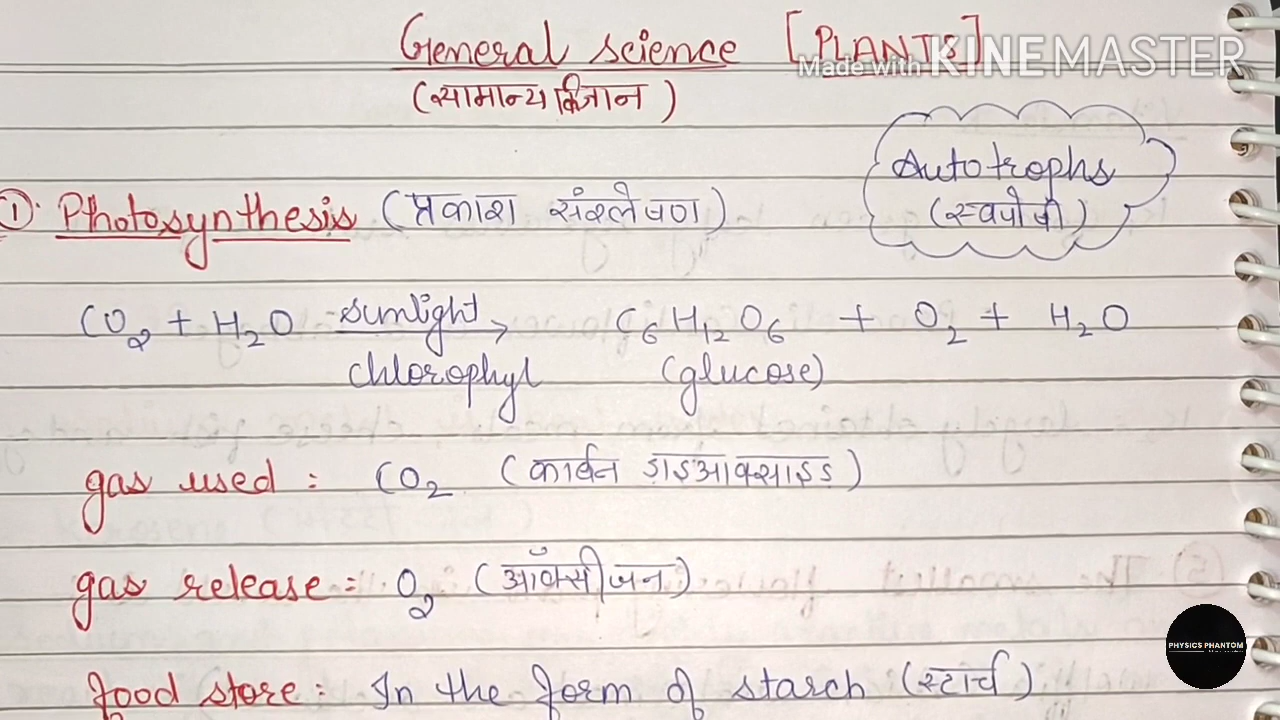 General science [PLANTS]
Made with KINEMASTER
(सामान्य विज्ञान)
Autotrophs
(स्वपोषी)
①. Photosynthesis (प्रकाश संश्लेषण)
CO₂ + H₂O sunlight → C₆H₁₂O₆ + O₂ + H₂O
chlorophyl (glucose)
gas used : CO₂ (कार्बन डाइआक्साइड)
gas release : O₂ (ऑक्सीजन)
PHYSICS PHANTOM
food store : In the form of starch (स्टार्च)